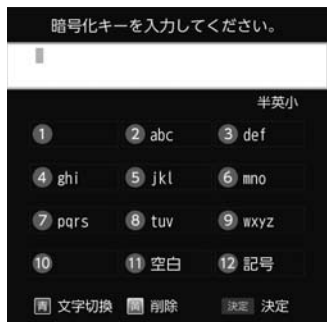 暗号化キーを入力してください。
半英小
1 2 abc 3 def
4 ghi 5 jkl 6 mno
7 pqrs 8 tuv 9 wxyz
10 11 空白 12 記号
青 文字切換 黄 削除 決定 決定